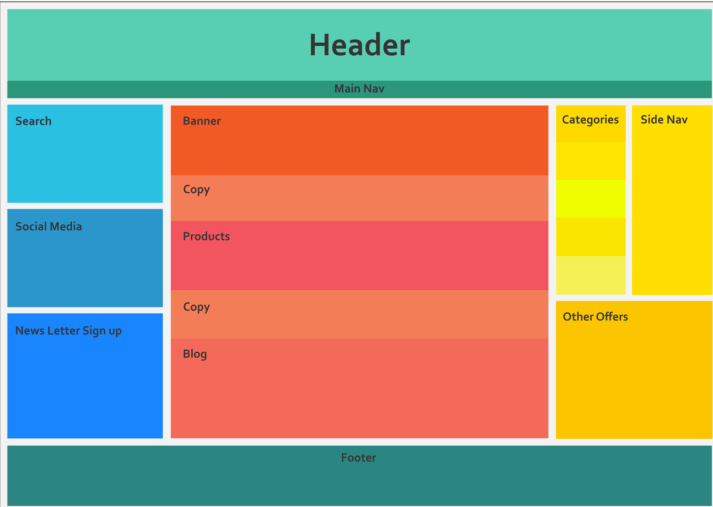 Header
Main Nav
Search
Social Media
News Letter Sign up
Banner
Copy
Products
Copy
Blog
Categories
Side Nav
Other Offers
Footer